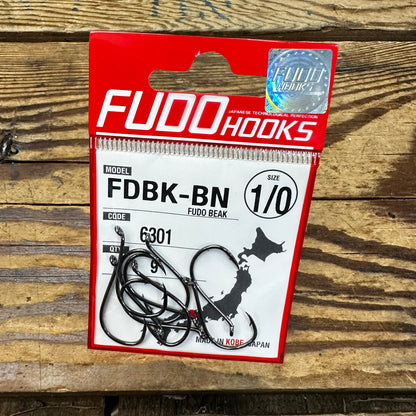 FUDO
HOOKS
FUDO HOOKS
JAPANESE TECHNOLOGICAL PERFECTION
MODEL
FDBK-BN
FUDO BEAK
SIZE
1/0
CODE
6301
QTY
9
MADE IN KOBE JAPAN